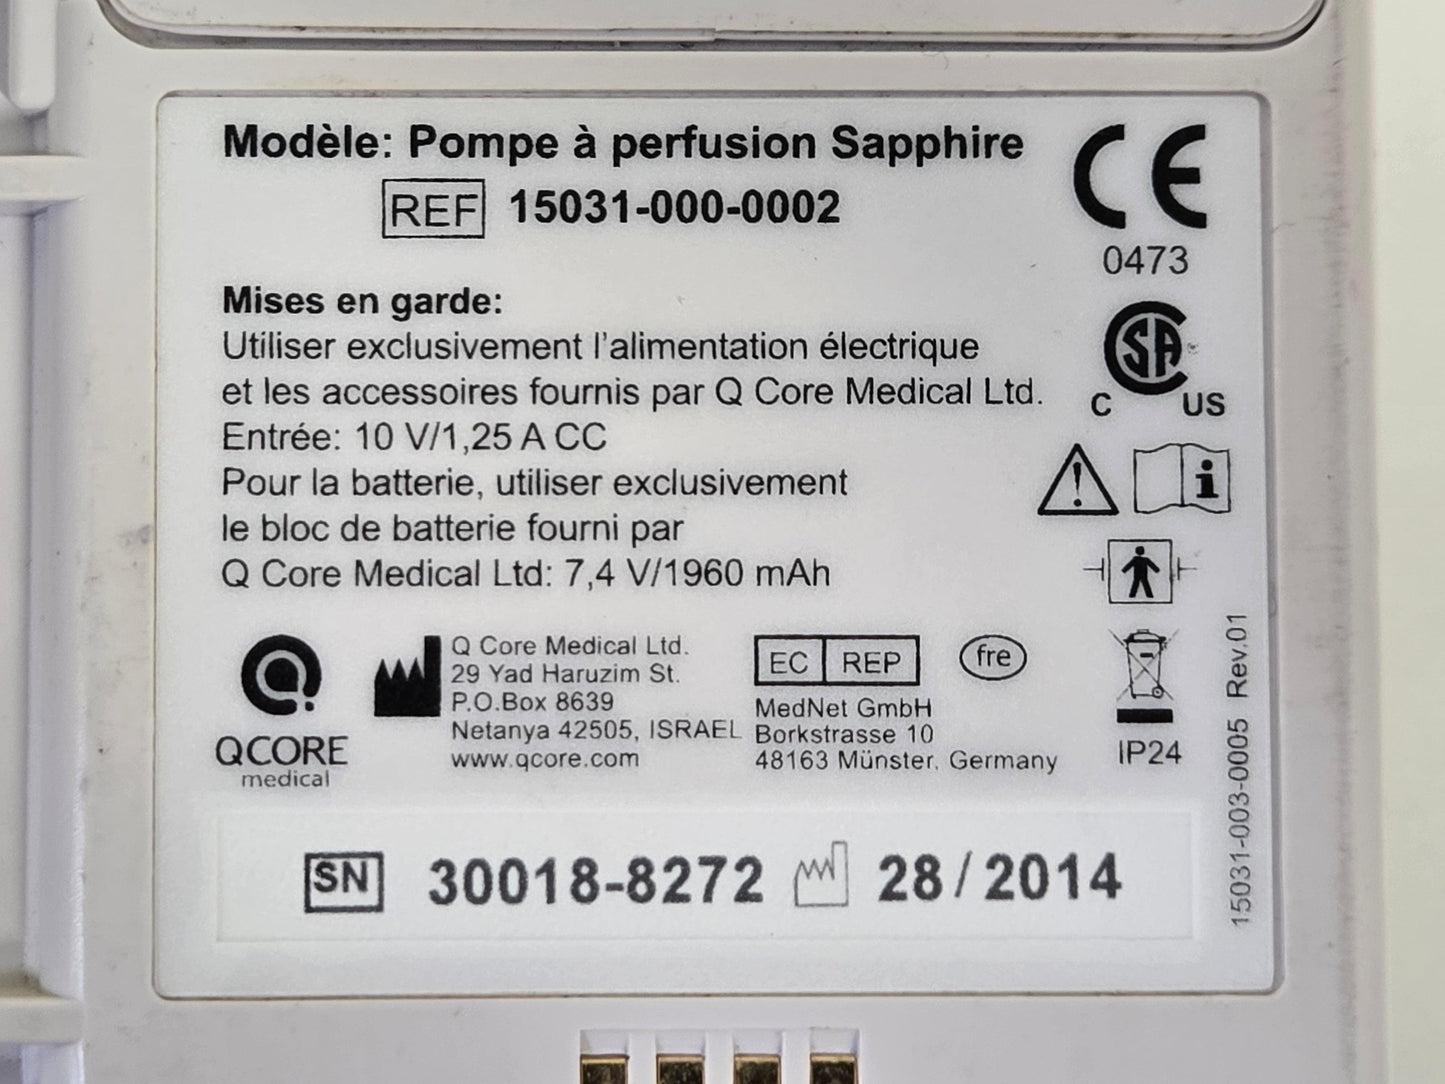 Modèle: Pompe à perfusion Sapphire
REF 15031-000-0002
CE
0473
Mises en garde:
Utiliser exclusivement l'alimentation électrique
et les accessoires fournis par Q Core Medical Ltd.
Entrée: 10 V/1,25 A CC
Pour la batterie, utiliser exclusivement
le bloc de batterie fourni par
Q Core Medical Ltd: 7,4 V/1960 mAh
SA
C US
i
QCORE
medical
Q Core Medical Ltd.
29 Yad Haruzim St.
P.O.Box 8639
Netanya 42505, ISRAEL
www.qcore.com
EC REP
MedNet GmbH
Borkstrasse 10
48163 Münster, Germany
fre
IP24
15031-003-0005 Rev.01
SN 30018-8272 28/2014